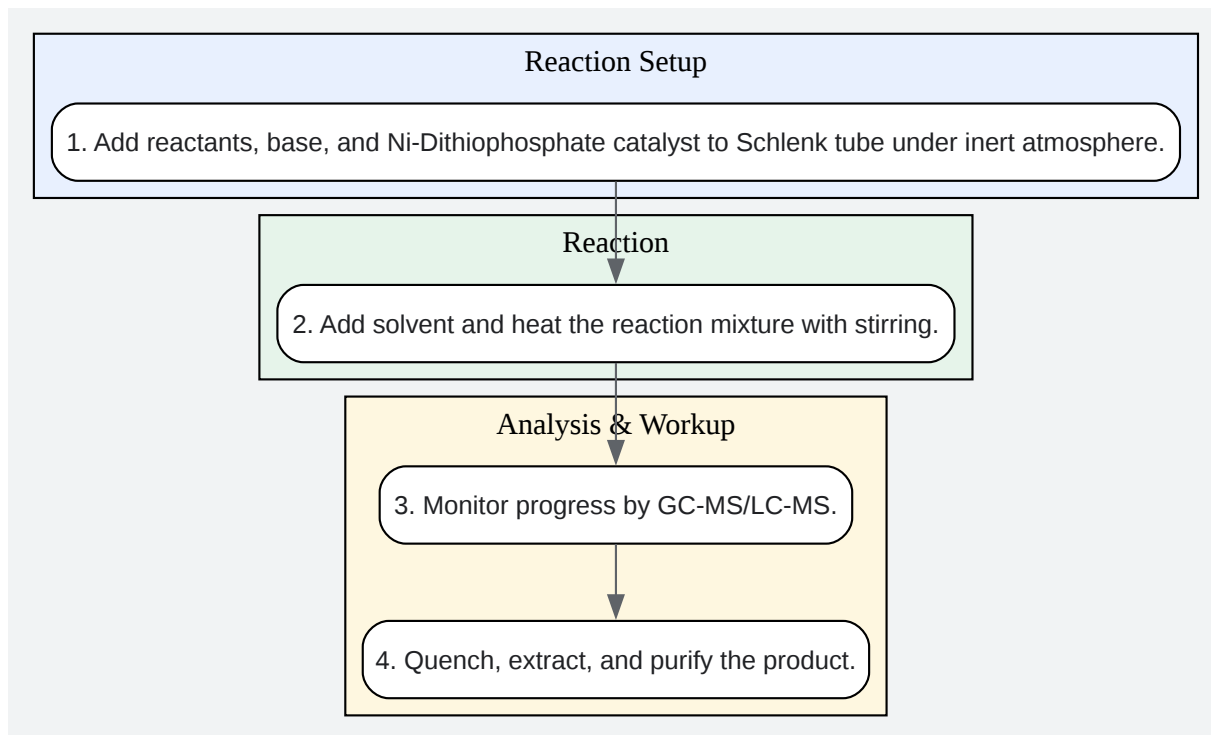 Reaction Setup
1. Add reactants, base, and Ni-Dithiophosphate catalyst to Schlenk tube under inert atmosphere.
Reaction
2. Add solvent and heat the reaction mixture with stirring.
Analysis & Workup
3. Monitor progress by GC-MS/LC-MS.
4. Quench, extract, and purify the product.